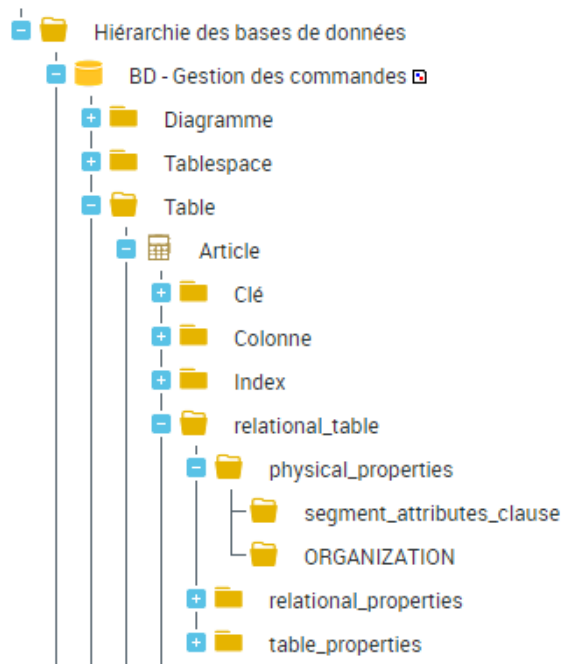 Hiérarchie des bases de données
BD - Gestion des commandes
Diagramme
Tablespace
Table
Article
Clé
Colonne
Index
relational_table
physical_properties
segment_attributes_clause
ORGANIZATION
relational_properties
table_properties